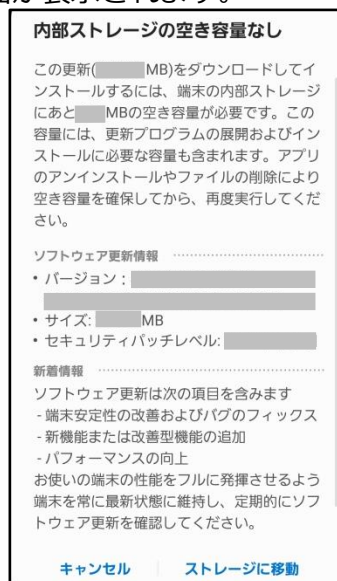 が表示されます。
内部ストレージの空き容量なし
この更新( MB)をダウンロードしてイ
ンストールするには、端末の内部ストレージ
にあと MBの空き容量が必要です。この
容量には、更新プログラムの展開およびイン
ストールに必要な容量も含まれます。アプリ
のアンインストールやファイルの削除により
空き容量を確保してから、再度実行してくだ
さい。
ソフトウェア更新情報
・バージョン :
・サイズ: MB
・セキュリティパッチレベル:
新着情報
ソフトウェア更新は次の項目を含みます
- 端末安定性の改善およびバグのフィックス
- 新機能または改善型機能の追加
- パフォーマンスの向上
お使いの端末の性能をフルに発揮させるよう
端末を常に最新状態に維持し、定期的にソフ
トウェア更新を確認してください。
キャンセル ストレージに移動